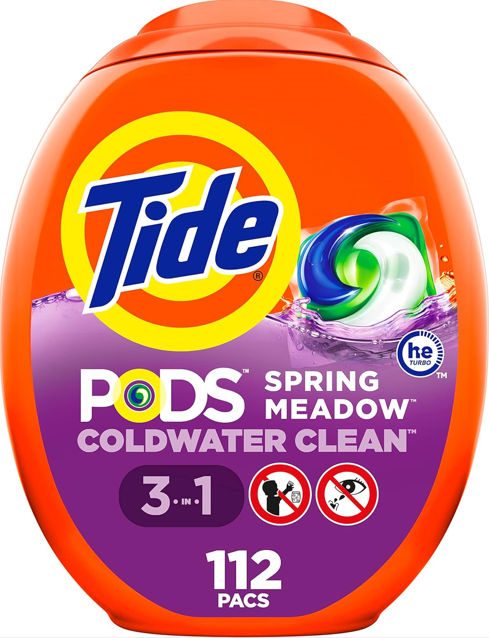 Tide®
PODS™ SPRING
MEADOW™
he
TURBO
™
COLDWATER CLEAN™
3·IN·1
112
PACS